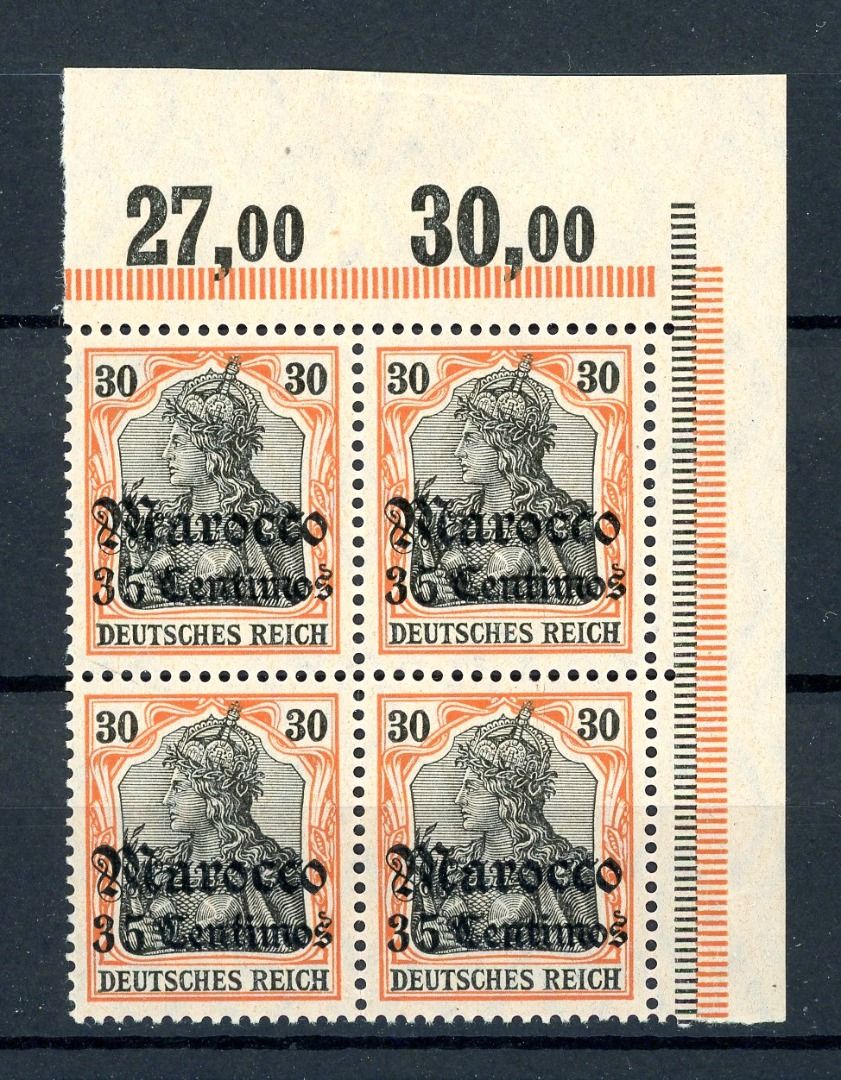 27,00 30,00
30 30 30 30
Marocco Marocco
35 Centimos 35 Centimos
DEUTSCHES REICH DEUTSCHES REICH
30 30 30 30
Marocco Marocco
35 Centimos 35 Centimos
DEUTSCHES REICH DEUTSCHES REICH